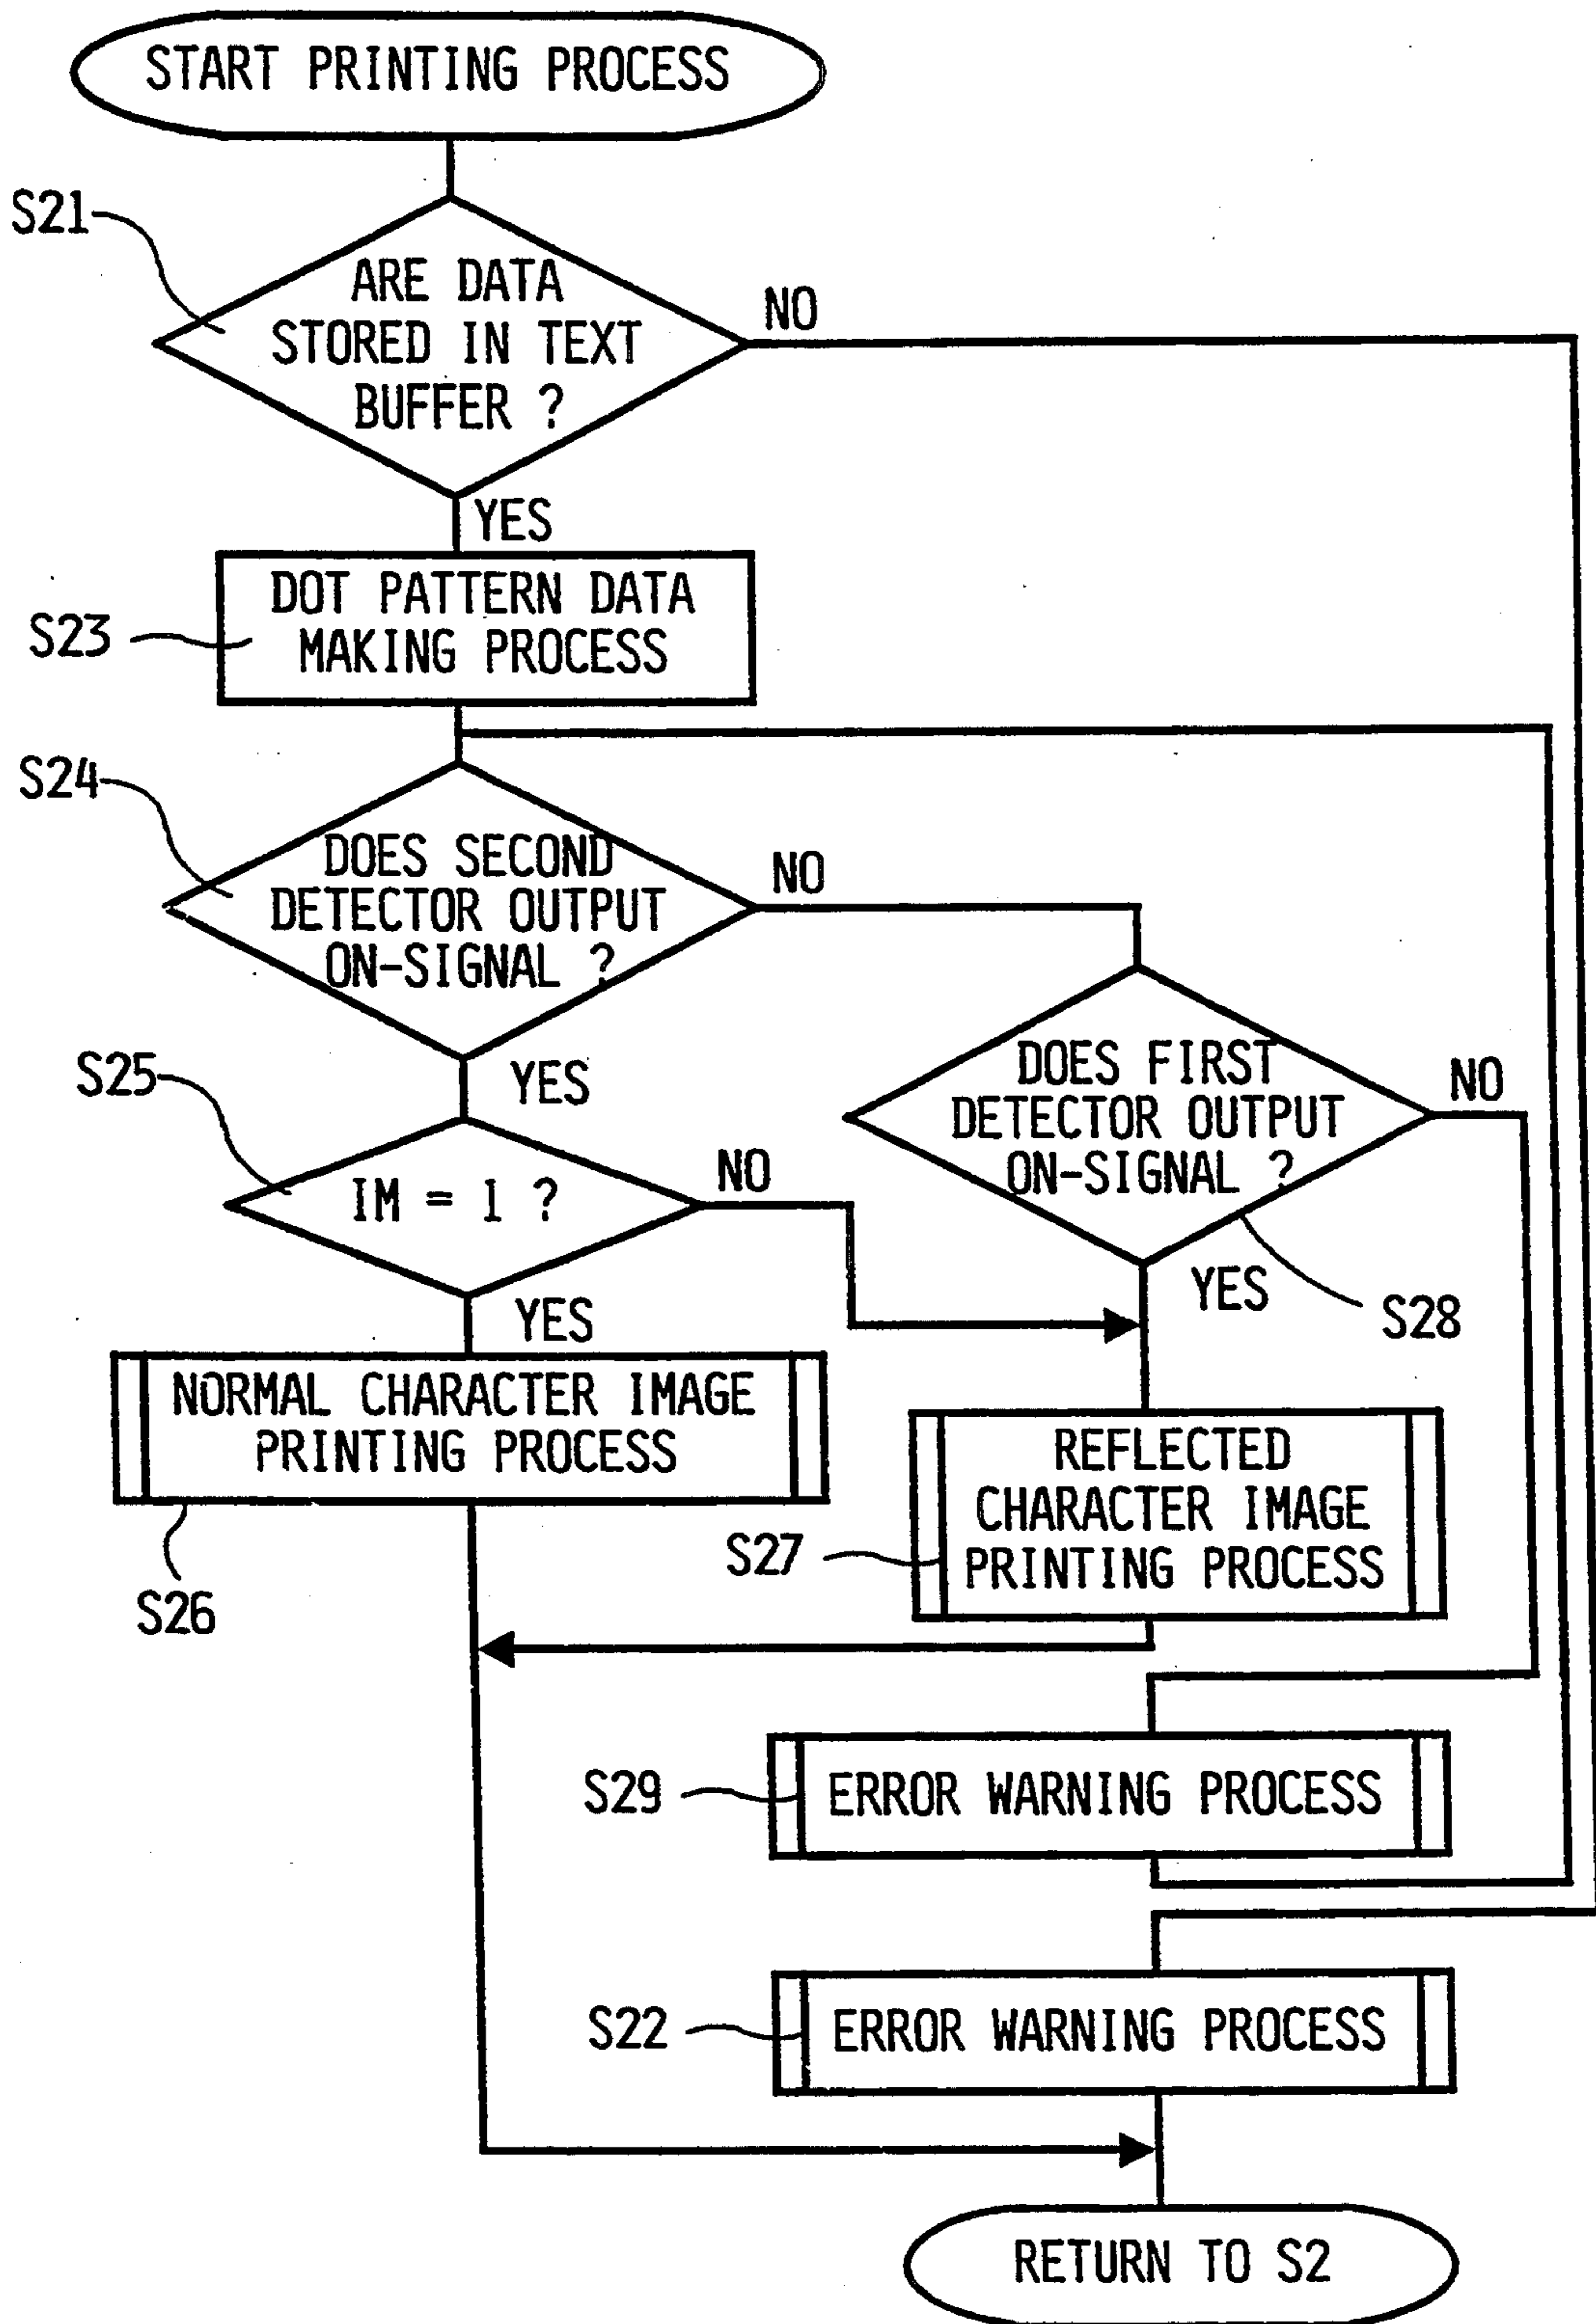 START PRINTING PROCESS
S21
ARE DATA
STORED IN TEXT
BUFFER ?
NO
YES
S23
DOT PATTERN DATA
MAKING PROCESS
S24
DOES SECOND
DETECTOR OUTPUT
ON-SIGNAL ?
NO
YES
S25
IM = 1 ?
NO
YES
DOES FIRST
DETECTOR OUTPUT
ON-SIGNAL ?
NO
YES
S28
NORMAL CHARACTER IMAGE
PRINTING PROCESS
S26
REFLECTED
CHARACTER IMAGE
PRINTING PROCESS
S27
S29
ERROR WARNING PROCESS
S22
ERROR WARNING PROCESS
RETURN TO S2